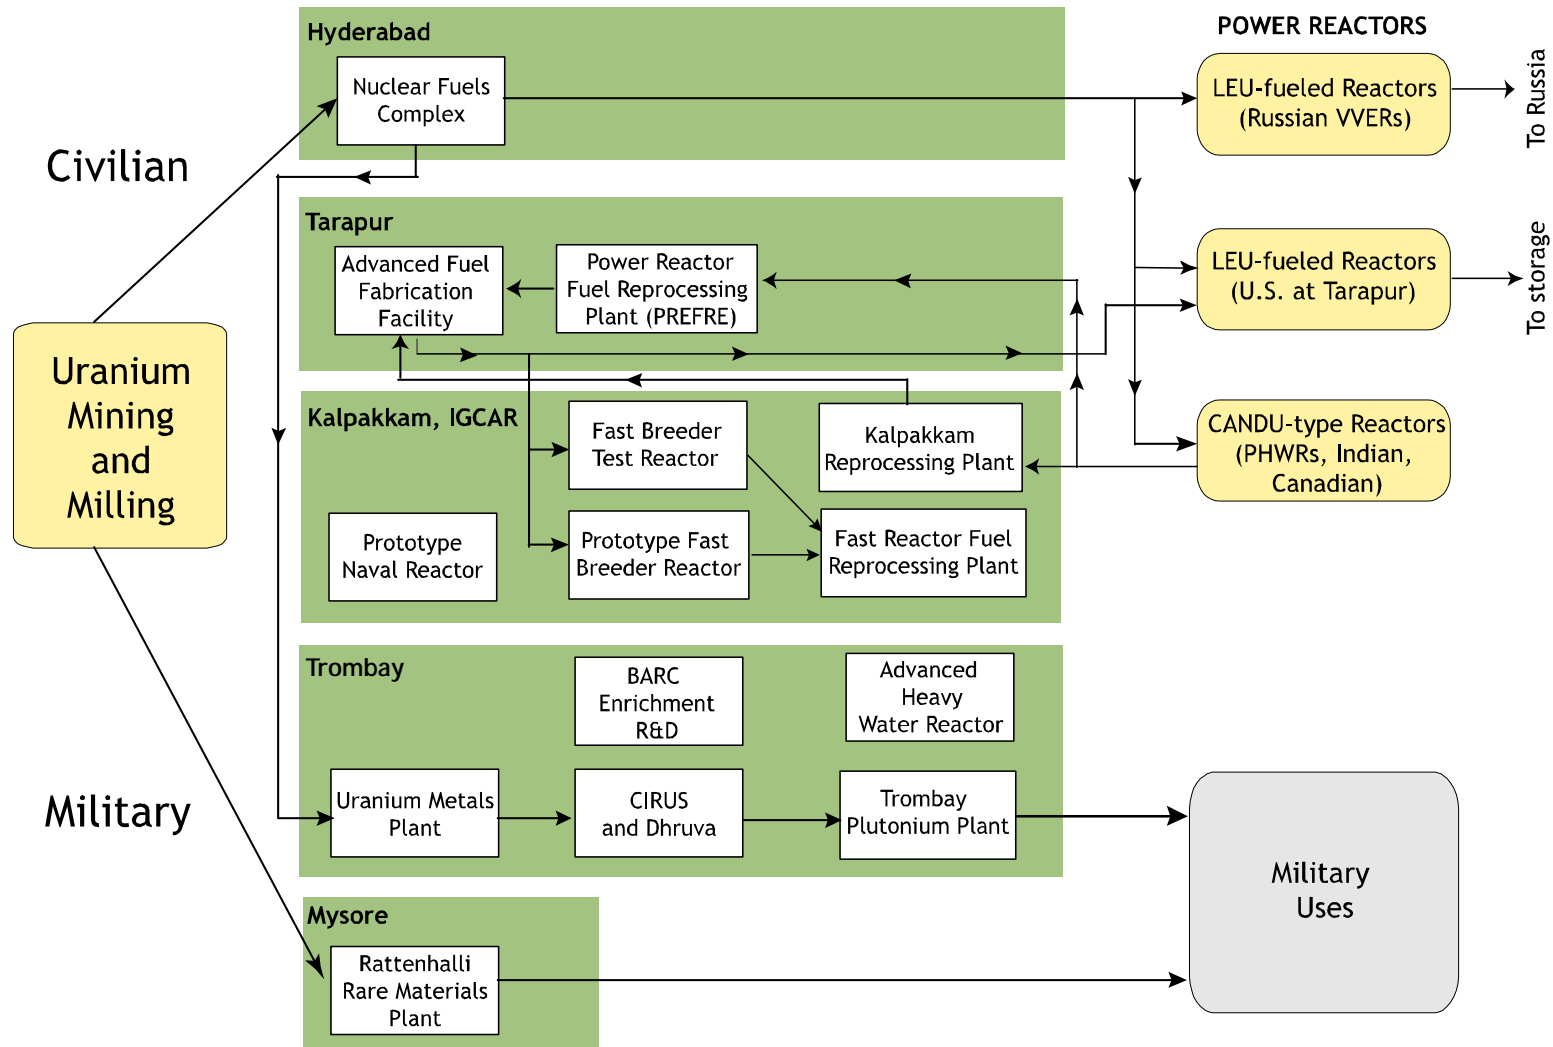 Hyderabad
Nuclear Fuels
Complex
POWER REACTORS
LEU-fueled Reactors
(Russian VVERs)
To Russia
Civilian
Tarapur
Advanced Fuel
Fabrication
Facility
Power Reactor
Fuel Reprocessing
Plant (PREFRE)
LEU-fueled Reactors
(U.S. at Tarapur)
To storage
Uranium
Mining
and
Milling
Kalpakkam, IGCAR
Fast Breeder
Test Reactor
Kalpakkam
Reprocessing Plant
CANDU-type Reactors
(PHWRs, Indian,
Canadian)
Prototype
Naval Reactor
Prototype Fast
Breeder Reactor
Fast Reactor Fuel
Reprocessing Plant
Trombay
BARC
Enrichment
R&D
Advanced
Heavy
Water Reactor
Military
Uranium Metals
Plant
CIRUS
and Dhruva
Trombay
Plutonium Plant
Military
Uses
Mysore
Rattenhalli
Rare Materials
Plant